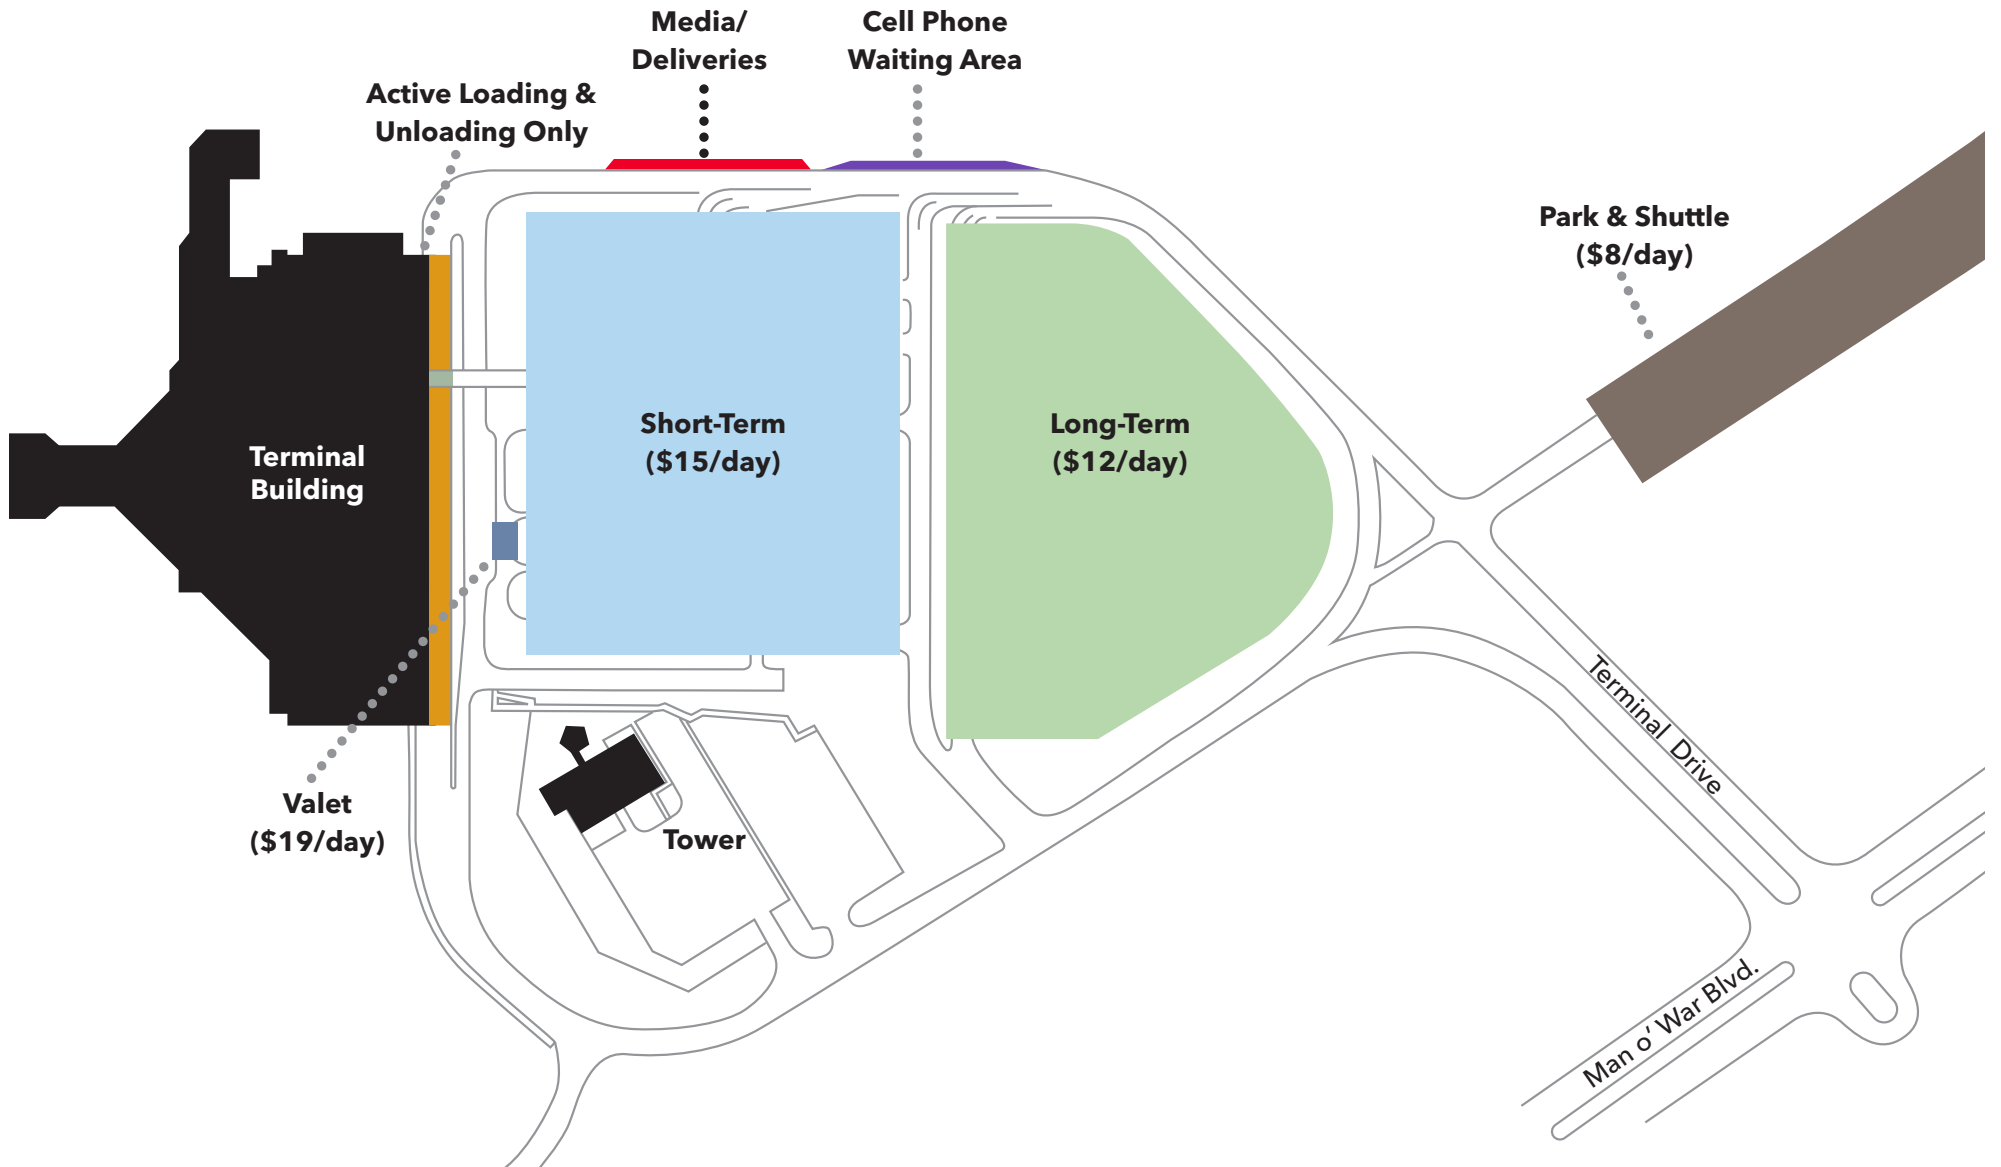 Media/
Deliveries
Cell Phone
Waiting Area
Active Loading &
Unloading Only
Park & Shuttle
($8/day)
Short-Term
($15/day)
Long-Term
($12/day)
Terminal
Building
Terminal Drive
Valet
($19/day)
Tower
Man o’ War Blvd.